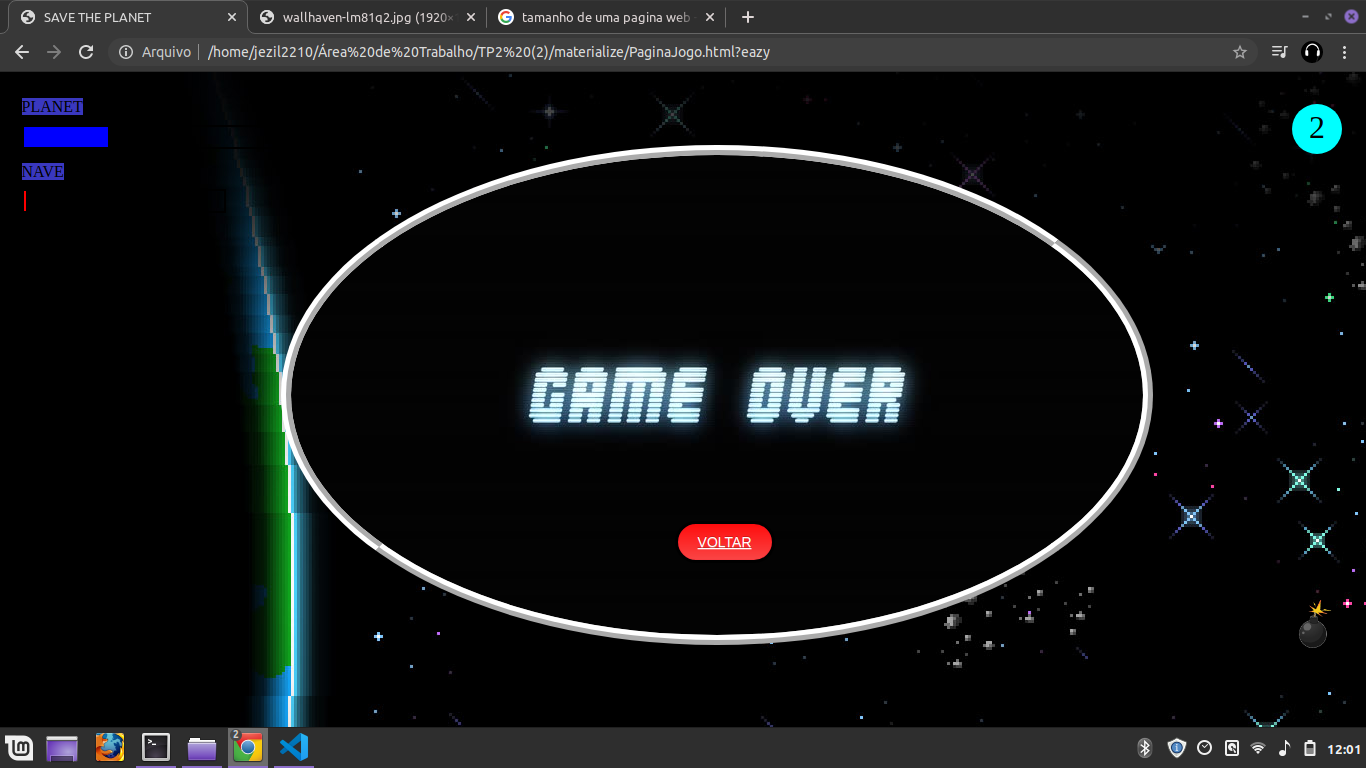 SAVE THE PLANET
wallhaven-lm81q2.jpg (1920×
tamanho de uma pagina web
Arquivo
/home/jezil2210/Área%20de%20Trabalho/TP2%20(2)/materialize/PaginaJogo.html?eazy
PLANET
2
NAVE
GAME OVER
VOLTAR
2
12:01